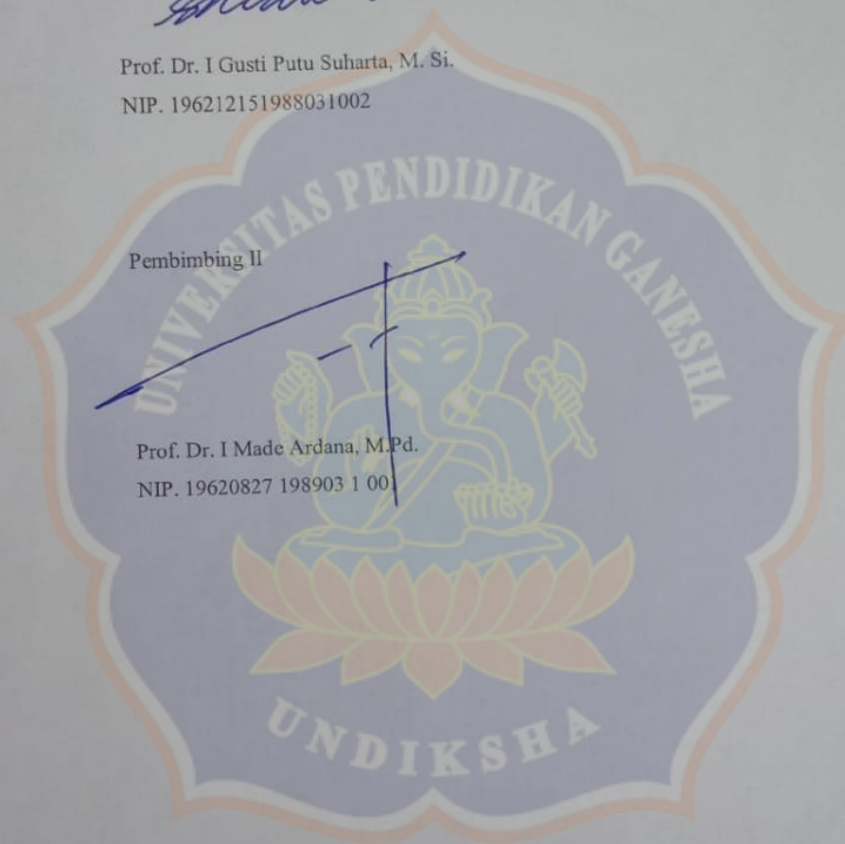 Prof. Dr. I Gusti Putu Suharta, M. Si.
NIP. 196212151988031002
UNIVERSITAS PENDIDIKAN GANESHA
Pembimbing II
Prof. Dr. I Made Ardana, M.Pd.
NIP. 19620827 198903 1 001
UNDIKSHA